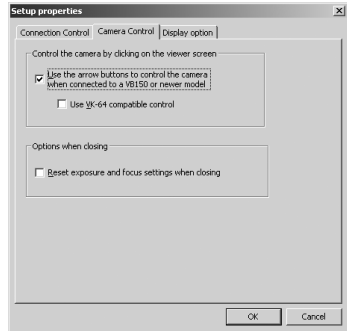 Setup properties
Connection Control
Camera Control
Display option
Control the camera by clicking on the viewer screen
Use the arrow buttons to control the camera
when connected to a VB150 or newer model
Use VK-64 compatible control
Options when closing
Reset exposure and focus settings when closing
OK
Cancel